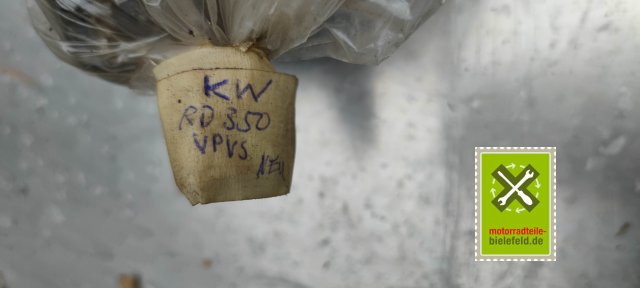 KW
RD 350
YPVS
NEU
motorradteile-
bielefeld.de